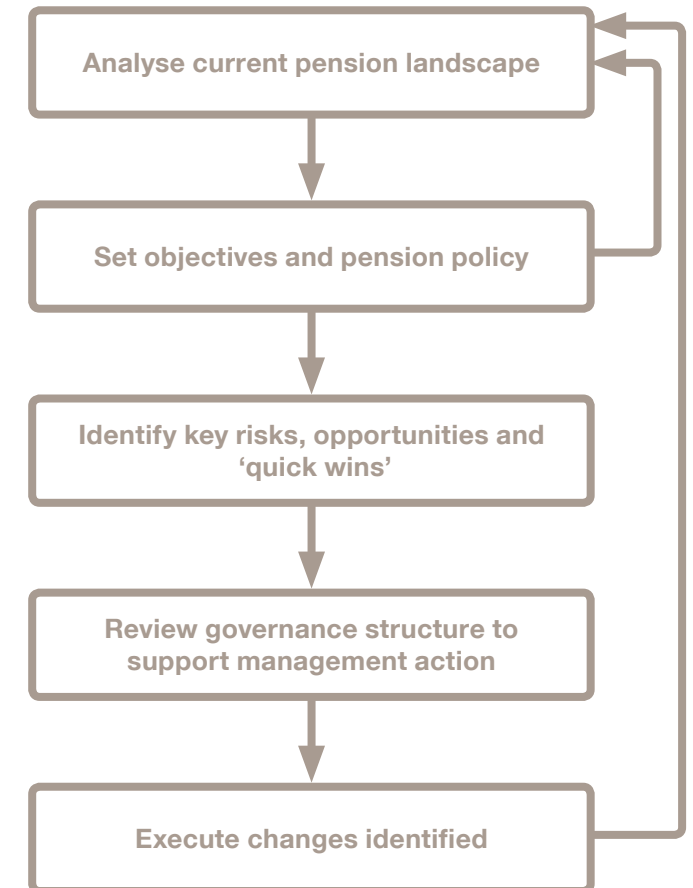 Analyse current pension landscape
Set objectives and pension policy
Identify key risks, opportunities and
‘quick wins’
Review governance structure to
support management action
Execute changes identified